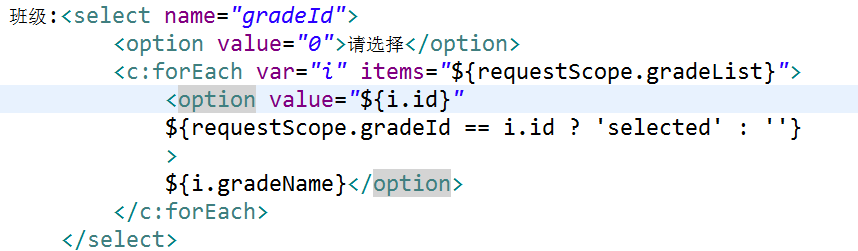 班级:<select name="gradeId">
<option value="0">请选择</option>
<c:forEach var="i" items="${requestScope.gradeList}">
<option value="${i.id}"
${requestScope.gradeId == i.id ? 'selected' : ''}
>
${i.gradeName}</option>
</c:forEach>
</select>